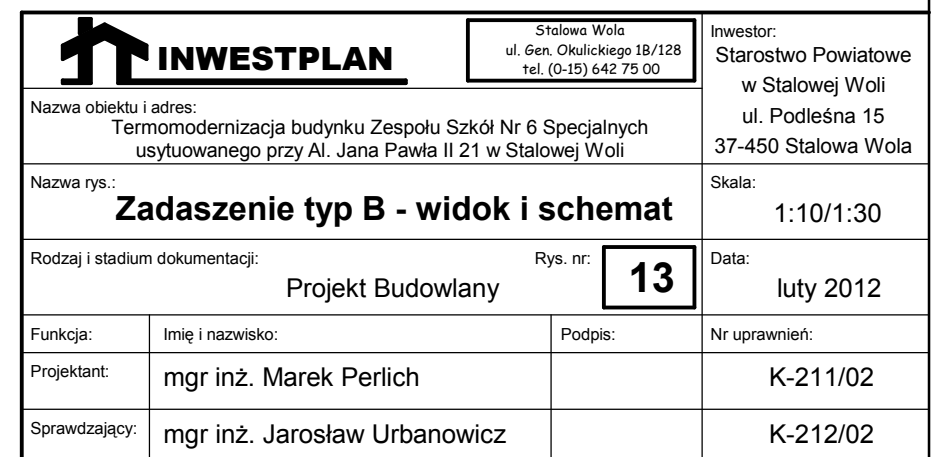 INWESTPLAN
Stalowa Wola
ul. Gen. Okulickiego 1B/128
tel. (0-15) 642 75 00
Inwestor:
Starostwo Powiatowe
w Stalowej Woli
ul. Podleśna 15
37-450 Stalowa Wola
Nazwa obiektu i adres:
Termomodernizacja budynku Zespołu Szkół Nr 6 Specjalnych
usytuowanego przy Al. Jana Pawła II 21 w Stalowej Woli
Nazwa rys.:
Zadaszenie typ B - widok i schemat
Skala:
1:10/1:30
Rodzaj i stadium dokumentacji:
Projekt Budowlany
Rys. nr:
13
Data:
luty 2012
Funkcja: Imię i nazwisko: Podpis: Nr uprawnień:
Projektant: mgr inż. Marek Perlich K-211/02
Sprawdzający: mgr inż. Jarosław Urbanowicz K-212/02